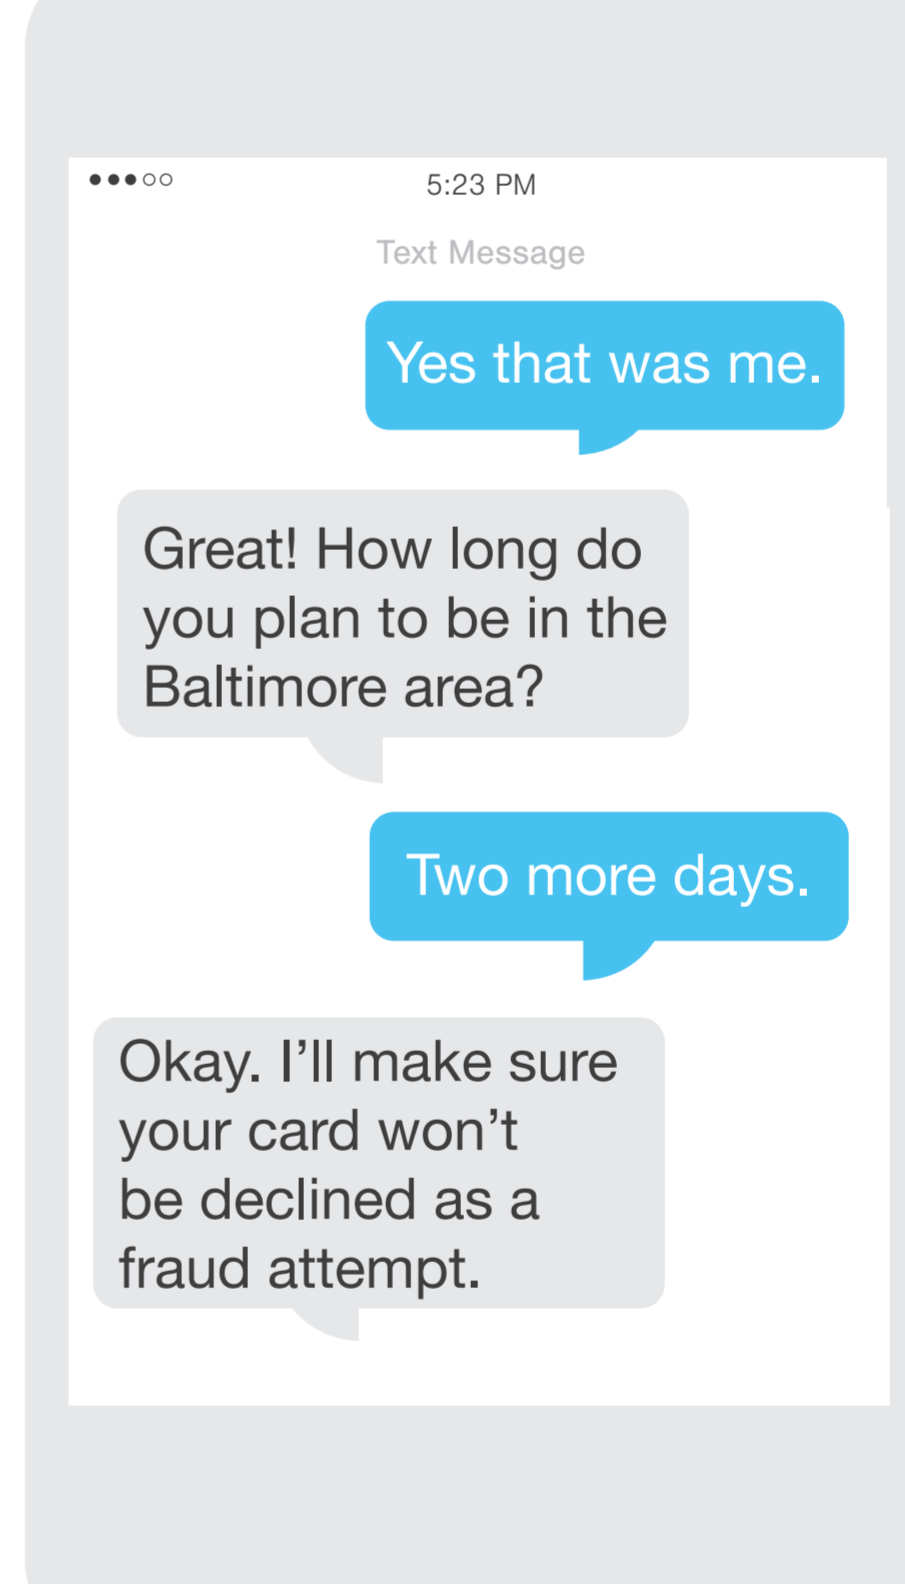 5:23 PM
Text Message
Yes that was me.
Great! How long do
you plan to be in the
Baltimore area?
Two more days.
Okay. I’ll make sure
your card won’t
be declined as a
fraud attempt.